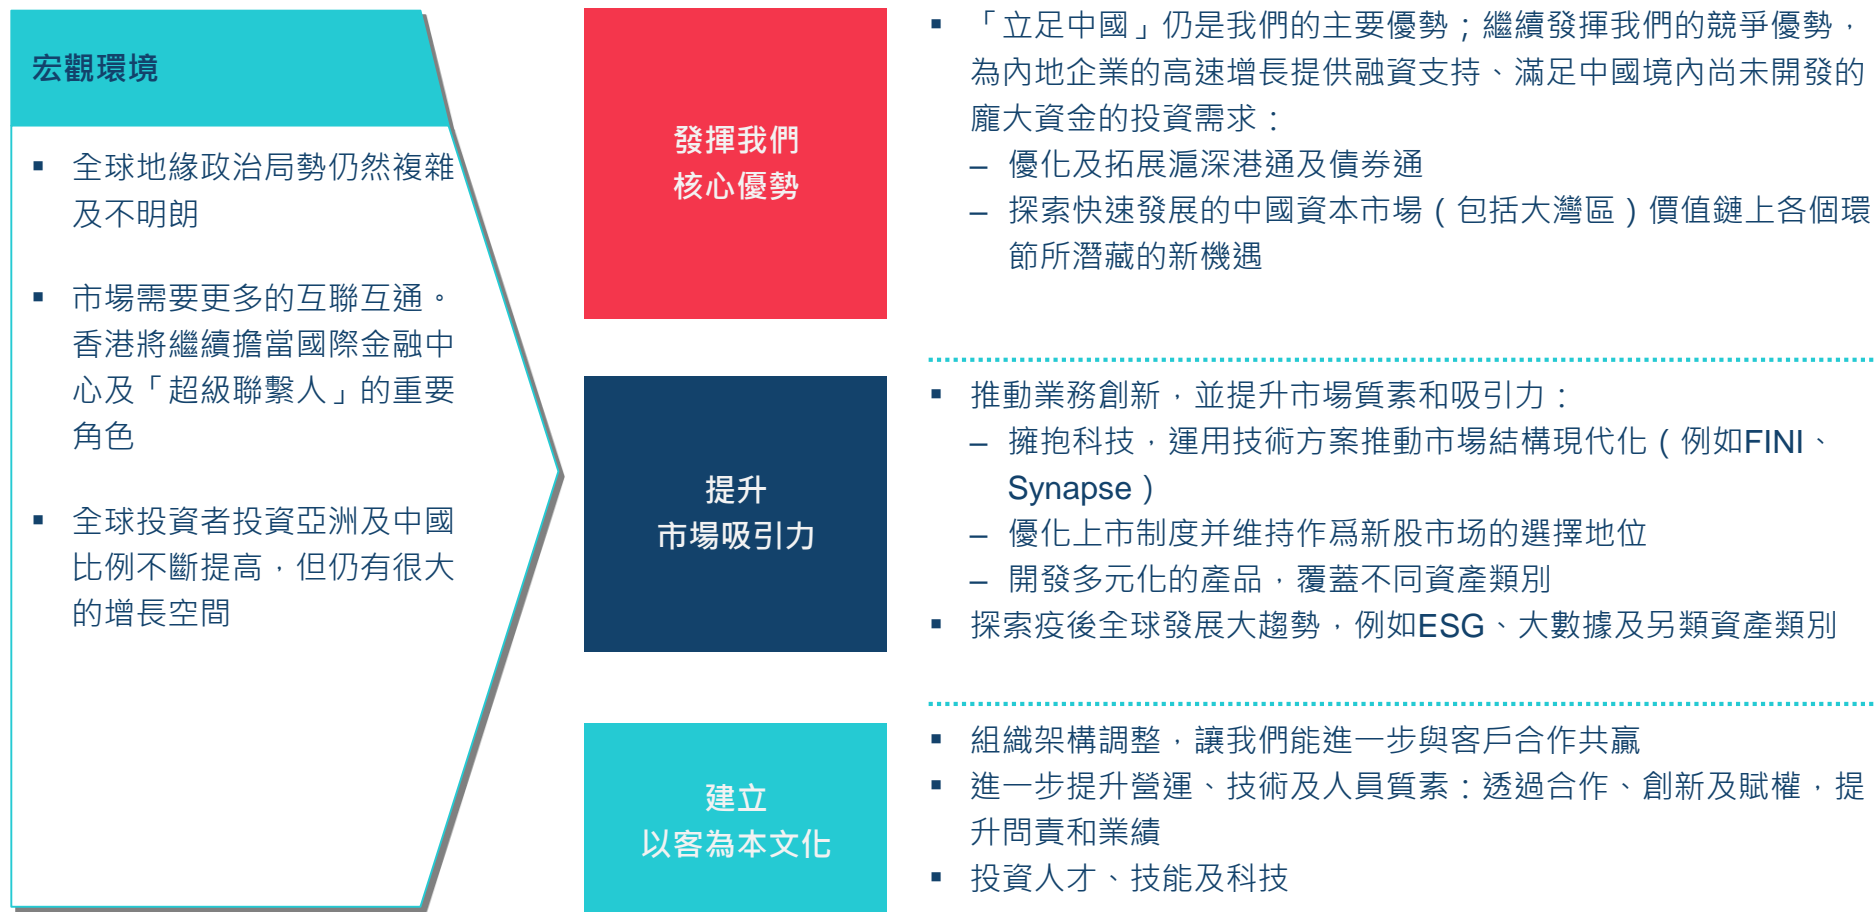 宏觀環境
▪ 全球地緣政治局勢仍然複雜
及不明朗
▪ 市場需要更多的互聯互通。
香港將繼續擔當國際金融中
心及「超級聯繫人」的重要
角色
▪ 全球投資者投資亞洲及中國
比例不斷提高，但仍有很大
的增長空間
發揮我們
核心優勢
▪ 「立足中國」仍是我們的主要優勢；繼續發揮我們的競爭優勢，
為內地企業的高速增長提供融資支持、滿足中國境內尚未開發的
龐大資金的投資需求：
– 優化及拓展滬深港通及債券通
– 探索快速發展的中國資本市場（包括大灣區）價值鏈上各個環
節所潛藏的新機遇
提升
市場吸引力
▪ 推動業務創新，並提升市場質素和吸引力：
– 擁抱科技，運用技術方案推動市場結構現代化（例如FINI、
Synapse）
– 優化上市制度并维持作爲新股市场的選擇地位
– 開發多元化的產品，覆蓋不同資產類別
▪ 探索疫後全球發展大趨勢，例如ESG、大數據及另類資產類別
建立
以客為本文化
▪ 組織架構調整，讓我們能進一步與客戶合作共贏
▪ 進一步提升營運、技術及人員質素：透過合作、創新及賦權，提
升問責和業績
▪ 投資人才、技能及科技